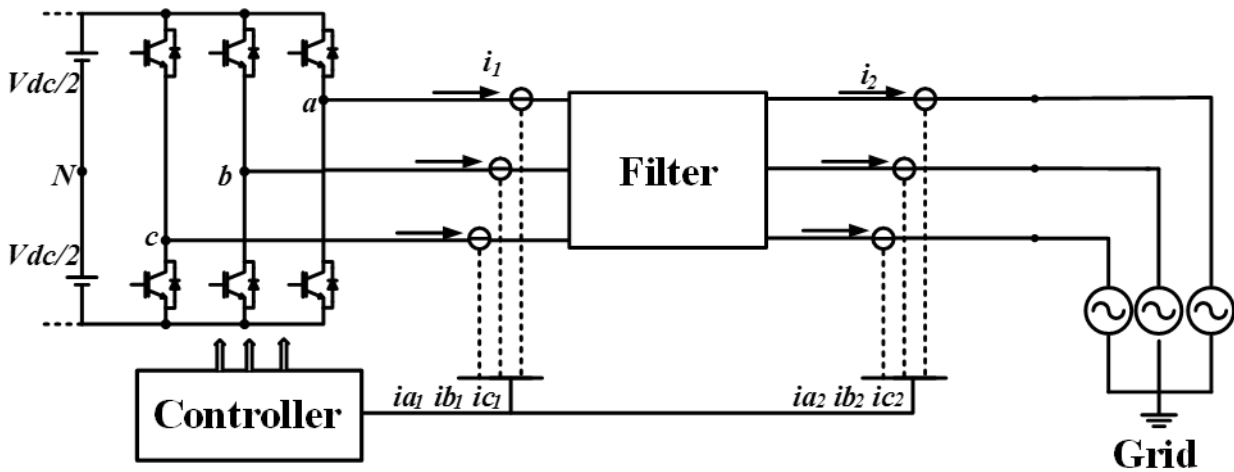 Vdc/2
N
Vdc/2
a
b
c
i1
i2
Filter
Controller
ia1 ib1 ic1
ia2 ib2 ic2
Grid